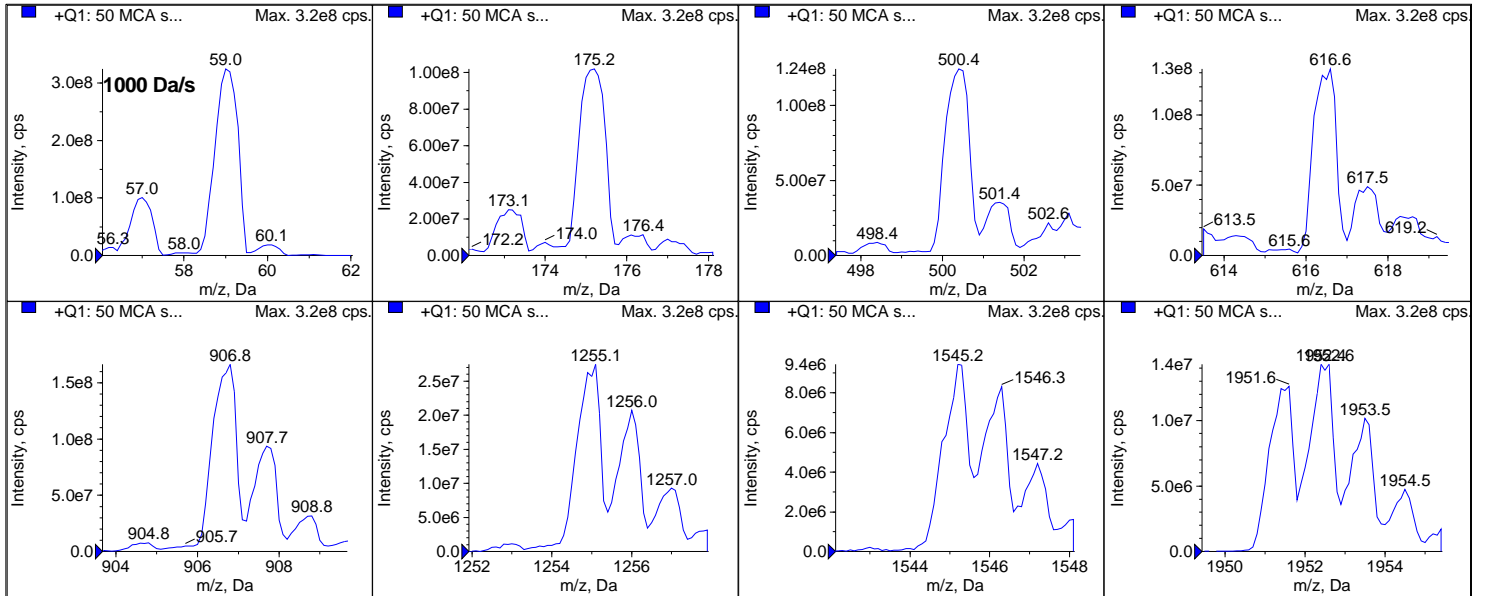 +Q1: 50 MCA s... Max. 3.2e8 cps.
59.0
1000 Da/s
3.0e8
2.0e8
57.0
1.0e8
56.3
58.0
60.1
0.0
58 60 62
m/z, Da
Intensity, cps
+Q1: 50 MCA s... Max. 3.2e8 cps.
175.2
1.00e8
8.00e7
6.00e7
4.00e7
173.1
2.00e7
172.2
174.0
176.4
0.00
174 176 178
m/z, Da
Intensity, cps
+Q1: 50 MCA s... Max. 3.2e8 cps.
500.4
1.24e8
1.00e8
5.00e7
501.4
502.6
498.4
0.00
498 500 502
m/z, Da
Intensity, cps
+Q1: 50 MCA s... Max. 3.2e8 cps.
616.6
1.3e8
1.0e8
5.0e7
617.5
613.5
615.6
619.2
0.0
614 616 618
m/z, Da
Intensity, cps
+Q1: 50 MCA s... Max. 3.2e8 cps.
906.8
1.5e8
1.0e8
907.7
5.0e7
908.8
904.8
905.7
0.0
904 906 908
m/z, Da
Intensity, cps
+Q1: 50 MCA s... Max. 3.2e8 cps.
1255.1
2.5e7
2.0e7
1256.0
1.5e7
1.0e7
1257.0
5.0e6
0.0
1252 1254 1256
m/z, Da
Intensity, cps
+Q1: 50 MCA s... Max. 3.2e8 cps.
1545.2
9.4e6
8.0e6
1546.3
6.0e6
4.0e6
1547.2
2.0e6
0.0
1544 1546 1548
m/z, Da
Intensity, cps
+Q1: 50 MCA s... Max. 3.2e8 cps.
1.4e7
1951.6
1.0e7
1953.5
5.0e6
1954.5
0.0
1950 1952 1954
m/z, Da
Intensity, cps